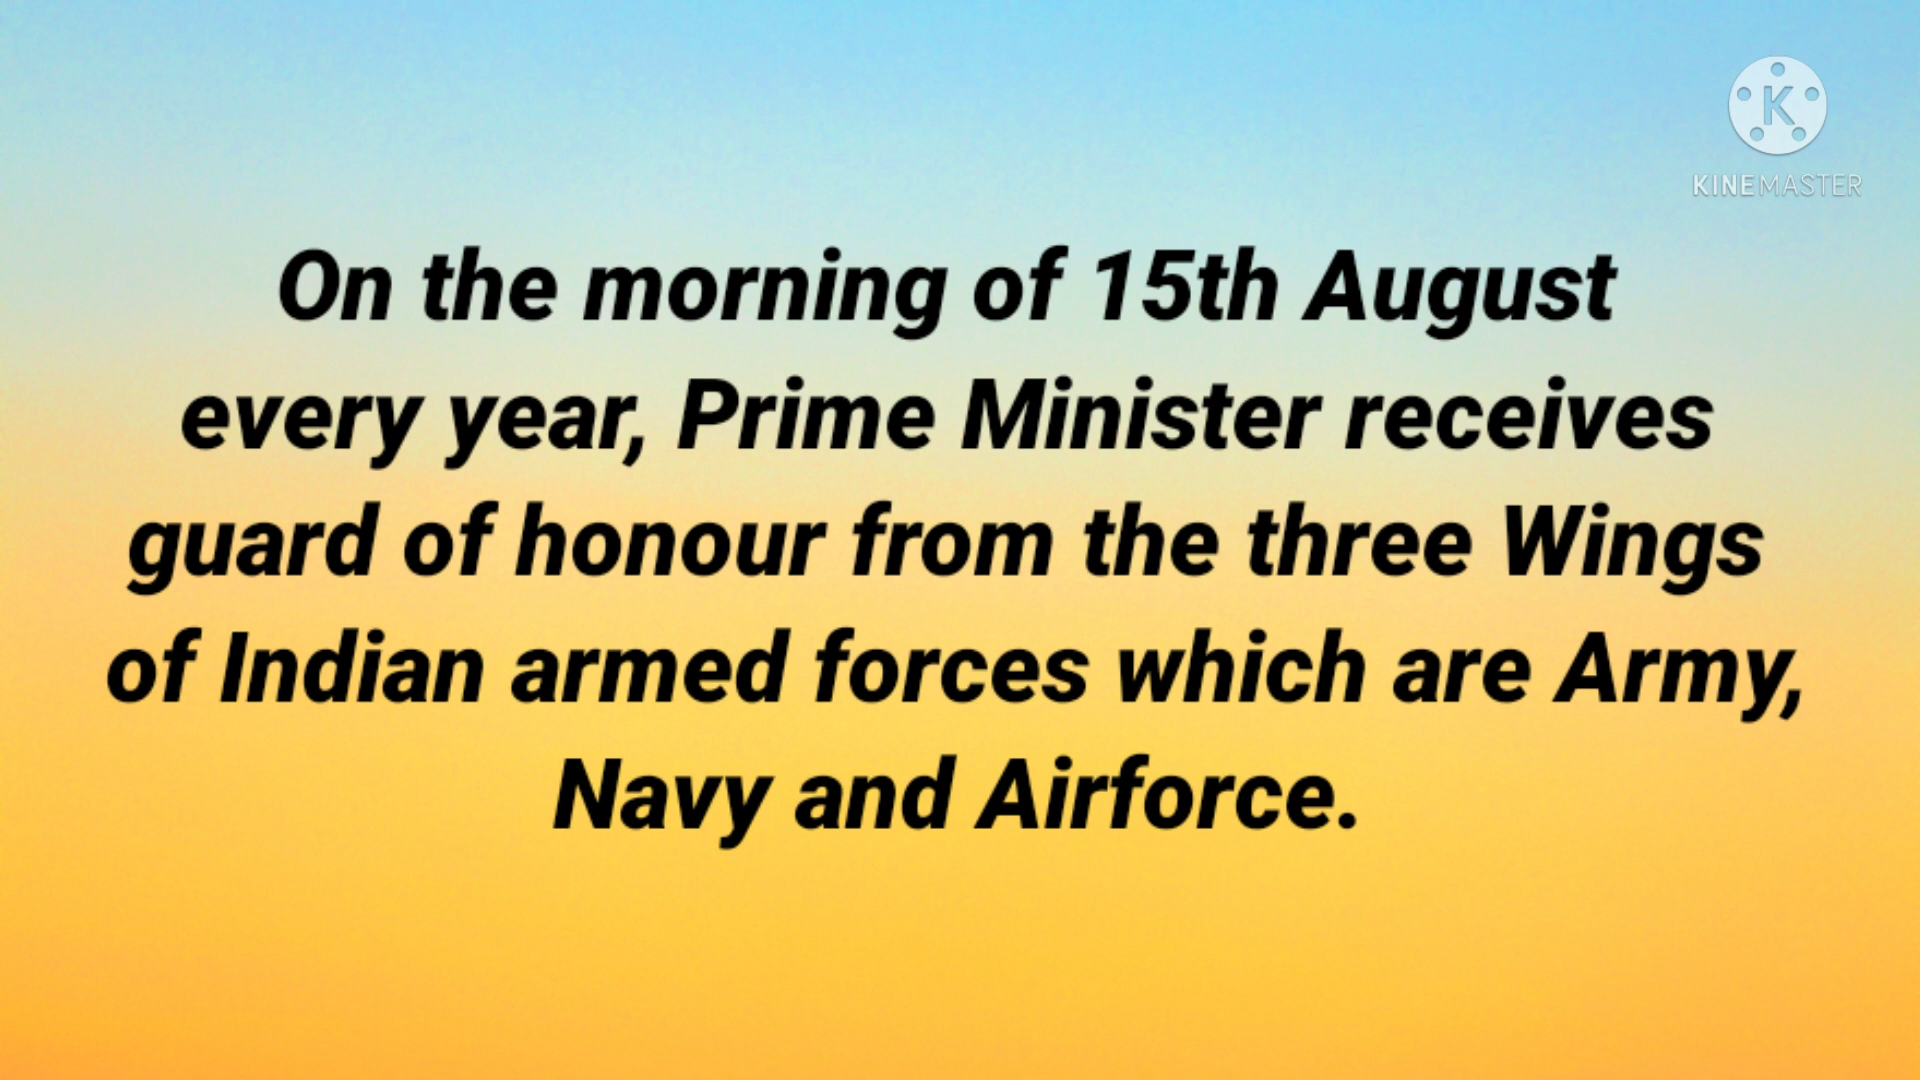 K
KINEMASTER
On the morning of 15th August
every year, Prime Minister receives
guard of honour from the three Wings
of Indian armed forces which are Army,
Navy and Airforce.